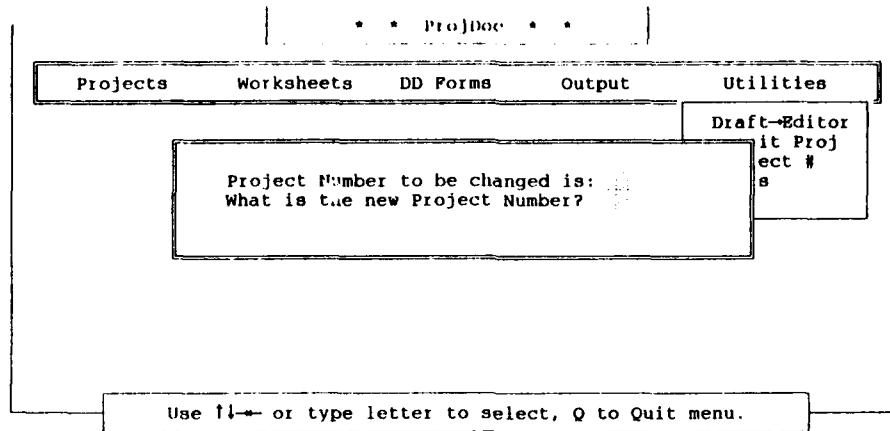 * * ProjDoc * *
Projects Worksheets DD Forms Output Utilities
Draft→Editor
it Proj
ect #
s
Project Number to be changed is:
What is the new Project Number?
Use ↑↓→← or type letter to select, Q to Quit menu.